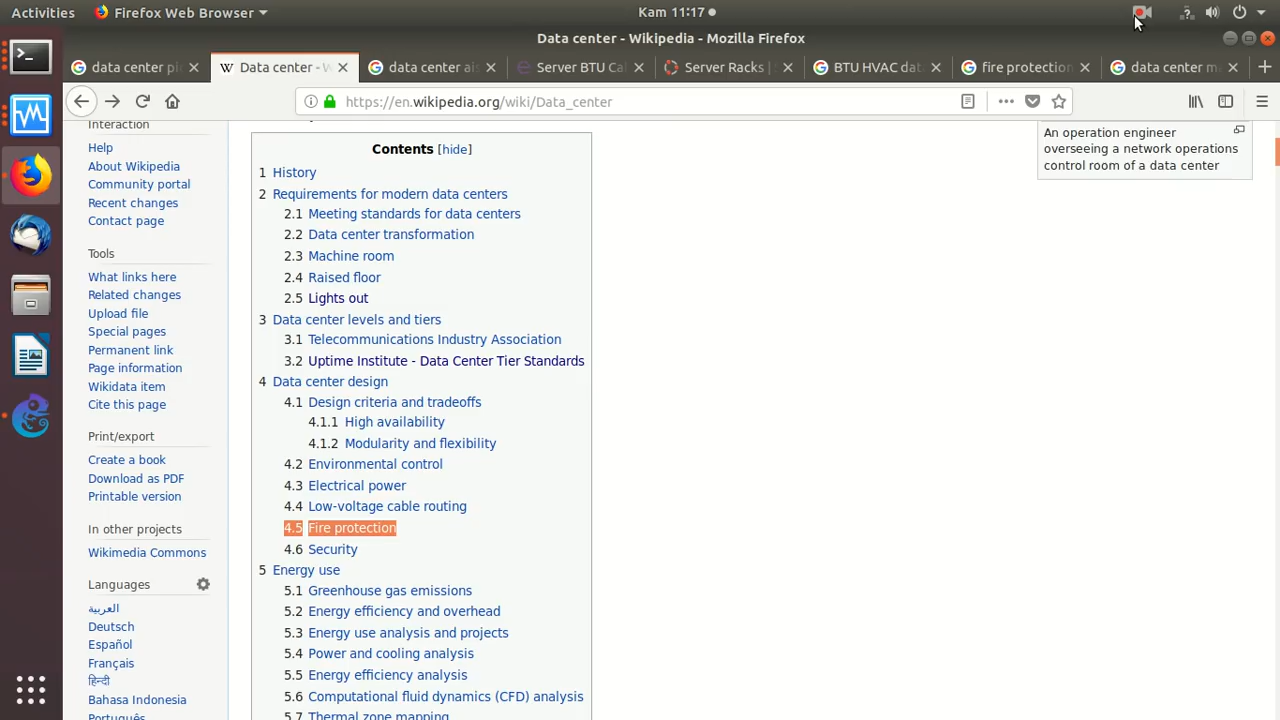 Activities
Firefox Web Browser
Kam 11:17
Data center - Wikipedia - Mozilla Firefox
data center pi
Data center - W
data center ais
Server BTU Cal
Server Racks |
BTU HVAC dat
fire protection
data center m
https://en.wikipedia.org/wiki/Data_center
Interaction
Help
About Wikipedia
Community portal
Recent changes
Contact page
Tools
What links here
Related changes
Upload file
Special pages
Permanent link
Page information
Wikidata item
Cite this page
Print/export
Create a book
Download as PDF
Printable version
In other projects
Wikimedia Commons
Languages
العربية
Deutsch
Español
Français
हिन्दी
Bahasa Indonesia
Português
Contents [hide]
1 History
2 Requirements for modern data centers
2.1 Meeting standards for data centers
2.2 Data center transformation
2.3 Machine room
2.4 Raised floor
2.5 Lights out
3 Data center levels and tiers
3.1 Telecommunications Industry Association
3.2 Uptime Institute - Data Center Tier Standards
4 Data center design
4.1 Design criteria and tradeoffs
4.1.1 High availability
4.1.2 Modularity and flexibility
4.2 Environmental control
4.3 Electrical power
4.4 Low-voltage cable routing
4.5 Fire protection
4.6 Security
5 Energy use
5.1 Greenhouse gas emissions
5.2 Energy efficiency and overhead
5.3 Energy use analysis and projects
5.4 Power and cooling analysis
5.5 Energy efficiency analysis
5.6 Computational fluid dynamics (CFD) analysis
5.7 Thermal zone mapping
An operation engineer
overseeing a network operations
control room of a data center